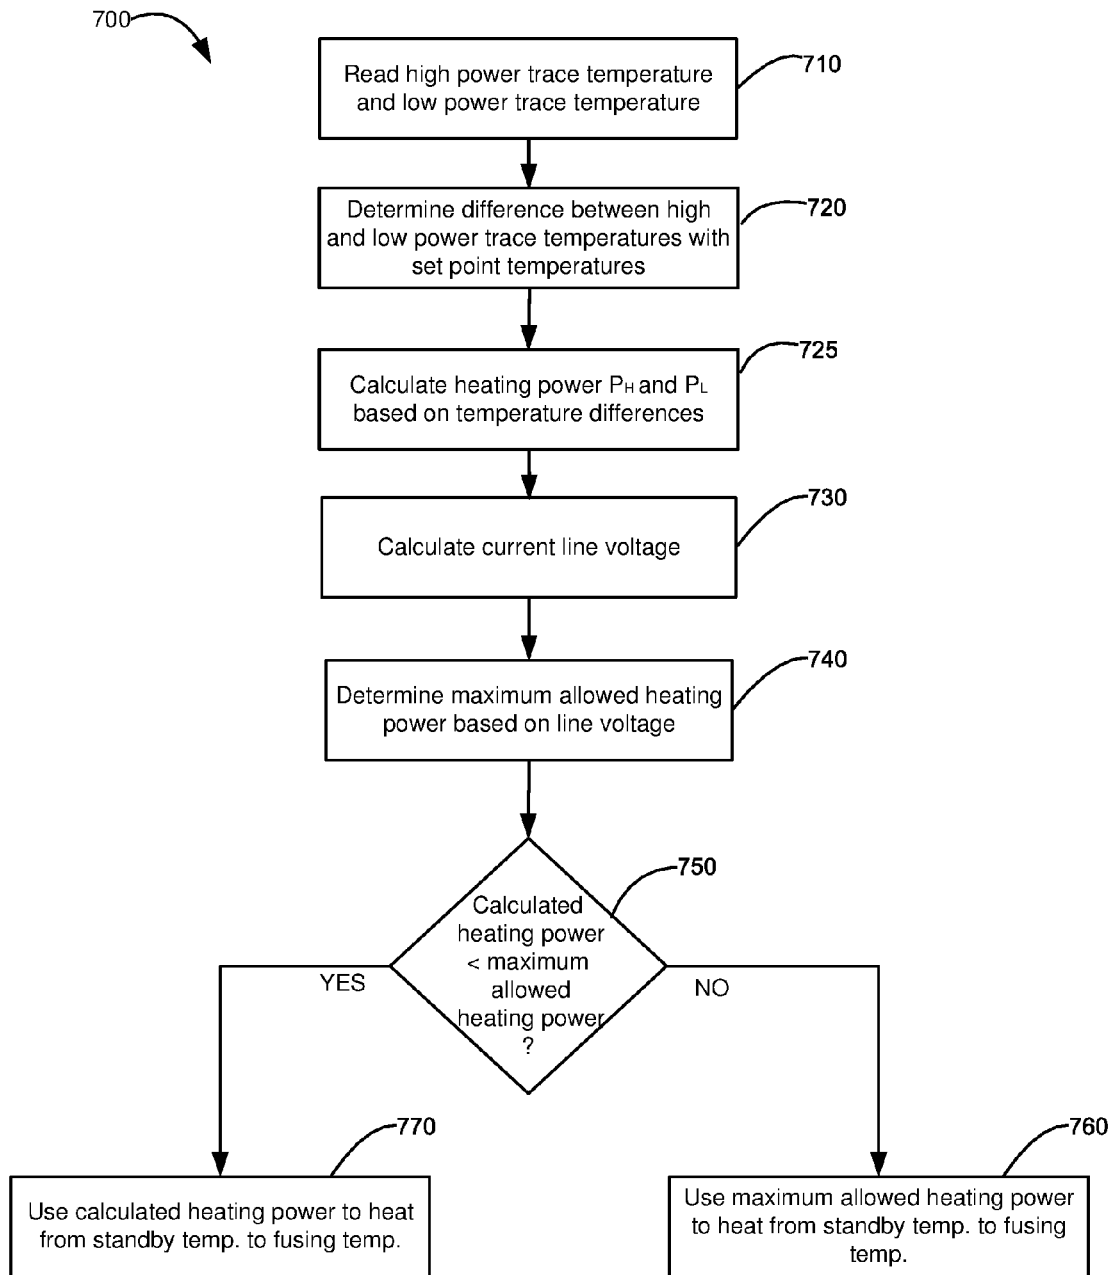 700
Read high power trace temperature
and low power trace temperature
710
Determine difference between high
and low power trace temperatures with
set point temperatures
720
Calculate heating power PH and PL
based on temperature differences
725
Calculate current line voltage
730
Determine maximum allowed heating
power based on line voltage
740
Calculated
heating power
< maximum
allowed
heating power
?
750
YES
NO
Use calculated heating power to heat
from standby temp. to fusing temp.
770
Use maximum allowed heating power
to heat from standby temp. to fusing
temp.
760